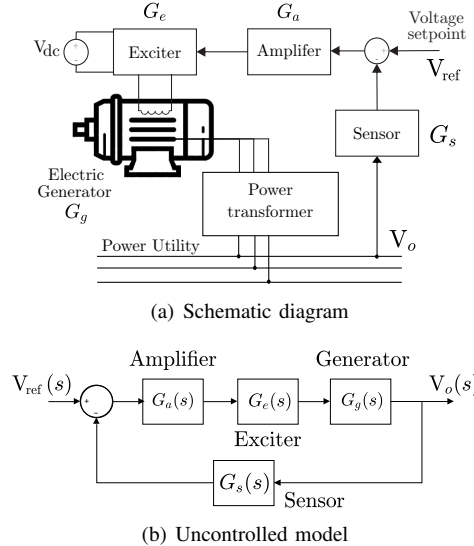 G_e
G_a
Voltage
setpoint
V_dc
+
-
Exciter
Amplifer
-
V_ref
Sensor
G_s
Electric
Generator
G_g
Power
transformer
Power Utility
V_o
(a) Schematic diagram
Amplifier
Generator
V_ref(s)
+
-
G_a(s)
G_e(s)
G_g(s)
V_o(s)
Exciter
G_s(s)
Sensor
(b) Uncontrolled model